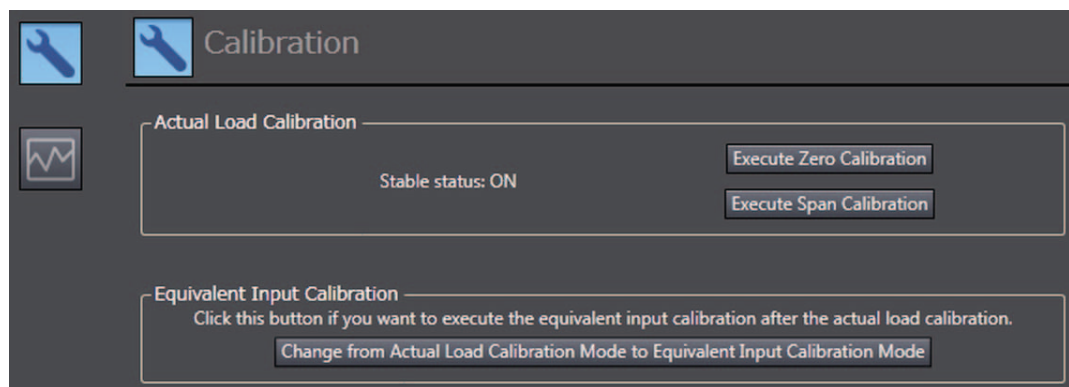 Calibration
Actual Load Calibration
Stable status: ON
Execute Zero Calibration
Execute Span Calibration
Equivalent Input Calibration
Click this button if you want to execute the equivalent input calibration after the actual load calibration.
Change from Actual Load Calibration Mode to Equivalent Input Calibration Mode